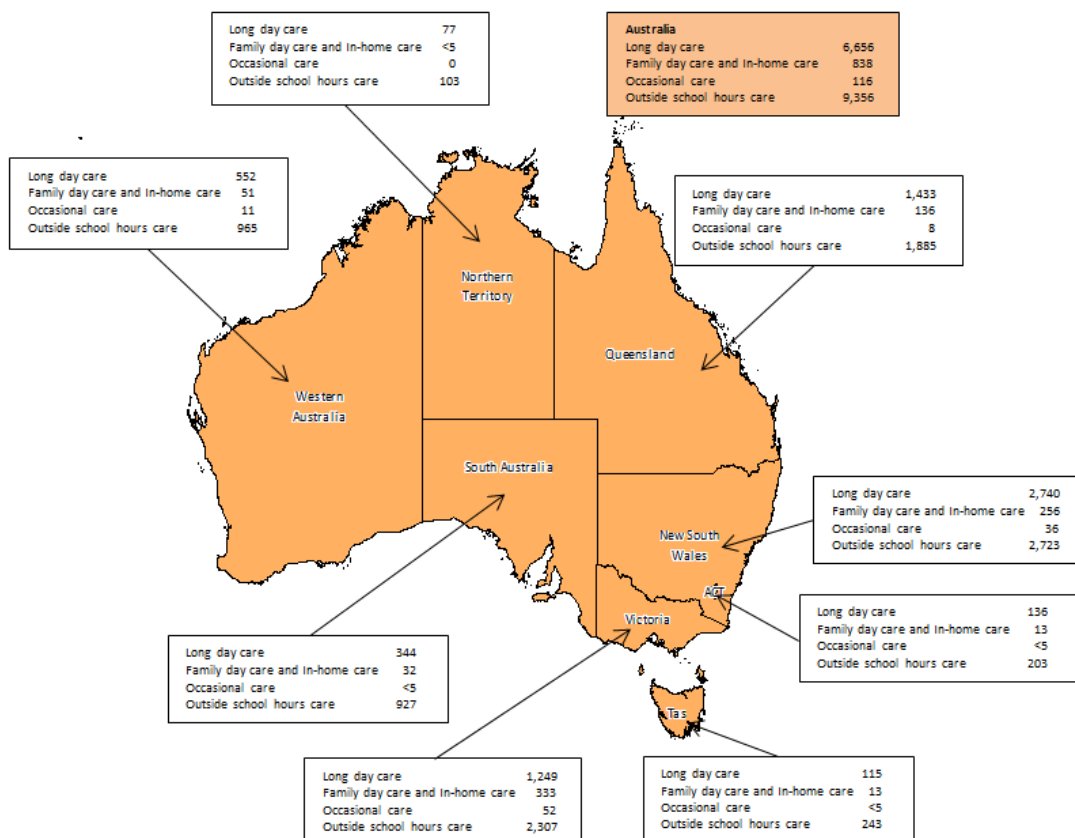 Long day care 77
Family day care and In-home care <5
Occasional care 0
Outside school hours care 103
Australia
Long day care 6,656
Family day care and In-home care 838
Occasional care 116
Outside school hours care 9,356
Long day care 552
Family day care and In-home care 51
Occasional care 11
Outside school hours care 965
Long day care 1,433
Family day care and In-home care 136
Occasional care 8
Outside school hours care 1,885
Northern
Territory
Queensland
Western
Australia
South Australia
Long day care 2,740
Family day care and In-home care 256
Occasional care 36
Outside school hours care 2,723
New South
Wales
ACT
Victoria
Long day care 136
Family day care and In-home care 13
Occasional care <5
Outside school hours care 203
Long day care 344
Family day care and In-home care 32
Occasional care <5
Outside school hours care 927
Tas
Long day care 1,249
Family day care and In-home care 333
Occasional care 52
Outside school hours care 2,307
Long day care 115
Family day care and In-home care 13
Occasional care <5
Outside school hours care 243